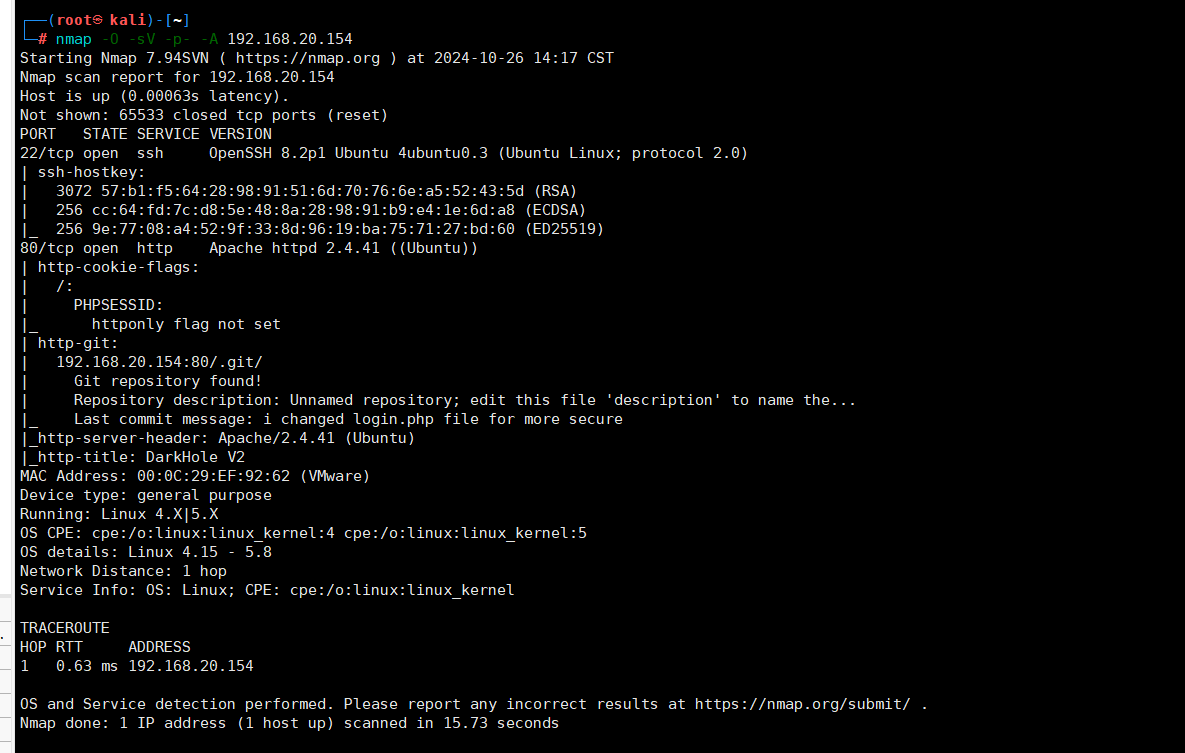 ┌──(root㉿ kali)-[~]
└─# nmap -O -sV -p- -A 192.168.20.154
Starting Nmap 7.94SVN ( https://nmap.org ) at 2024-10-26 14:17 CST
Nmap scan report for 192.168.20.154
Host is up (0.00063s latency).
Not shown: 65533 closed tcp ports (reset)
PORT   STATE SERVICE VERSION
22/tcp open  ssh     OpenSSH 8.2p1 Ubuntu 4ubuntu0.3 (Ubuntu Linux; protocol 2.0)
| ssh-hostkey:
|   3072 57:b1:f5:64:28:98:91:51:6d:70:76:6e:a5:52:43:5d (RSA)
|   256 cc:64:fd:7c:d8:5e:48:8a:28:98:91:b9:e4:1e:6d:a8 (ECDSA)
|_  256 9e:77:08:a4:52:9f:33:8d:96:19:ba:75:71:27:bd:60 (ED25519)
80/tcp open  http    Apache httpd 2.4.41 ((Ubuntu))
| http-cookie-flags:
|   /:
|     PHPSESSID:
|_      httponly flag not set
| http-git:
|   192.168.20.154:80/.git/
|     Git repository found!
|     Repository description: Unnamed repository; edit this file 'description' to name the...
|_    Last commit message: i changed login.php file for more secure
|_http-server-header: Apache/2.4.41 (Ubuntu)
|_http-title: DarkHole V2
MAC Address: 00:0C:29:EF:92:62 (VMware)
Device type: general purpose
Running: Linux 4.X|5.X
OS CPE: cpe:/o:linux:linux_kernel:4 cpe:/o:linux:linux_kernel:5
OS details: Linux 4.15 - 5.8
Network Distance: 1 hop
Service Info: OS: Linux; CPE: cpe:/o:linux:linux_kernel

TRACEROUTE
HOP RTT     ADDRESS
1   0.63 ms 192.168.20.154

OS and Service detection performed. Please report any incorrect results at https://nmap.org/submit/ .
Nmap done: 1 IP address (1 host up) scanned in 15.73 seconds